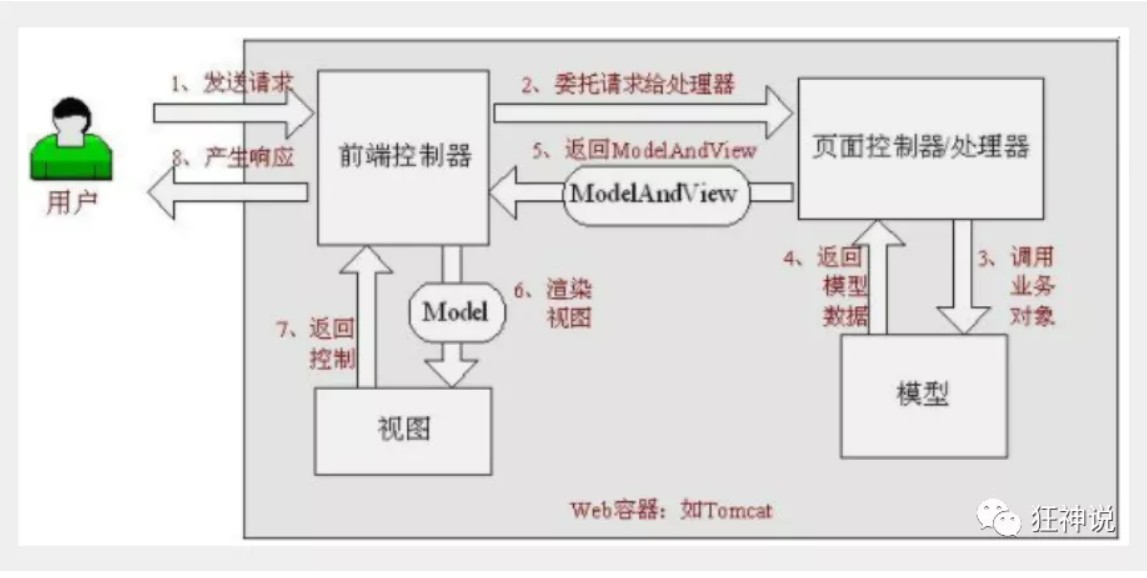 1、发送请求
2、委托请求给处理器
前端控制器
页面控制器/处理器
8、产生响应
5、返回ModelAndView
ModelAndView
用户
4、返回
模型
数据
3、调用
业务
对象
Model
6、渲染
视图
7、返回
控制
视图
模型
Web容器：如Tomcat
狂神说